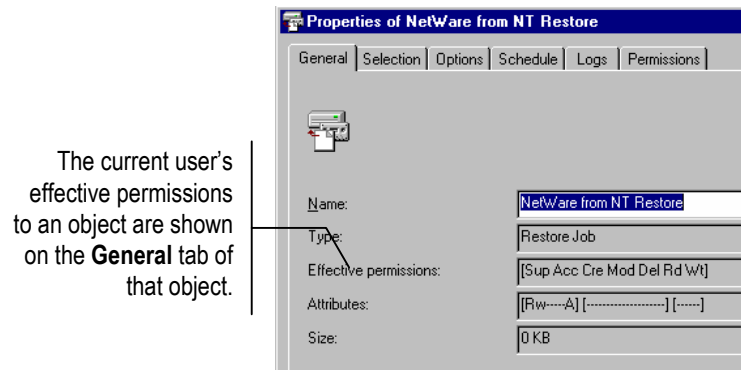 Properties of NetWare from NT Restore
General Selection Options Schedule Logs Permissions
The current user's
effective permissions
to an object are shown
on the General tab of
that object.
Name: NetWare from NT Restore
Type: Restore Job
Effective permissions: [Sup Acc Cre Mod Del Rd Wt]
Attributes: [Rw-----A] [--------------------] [------]
Size: 0 KB